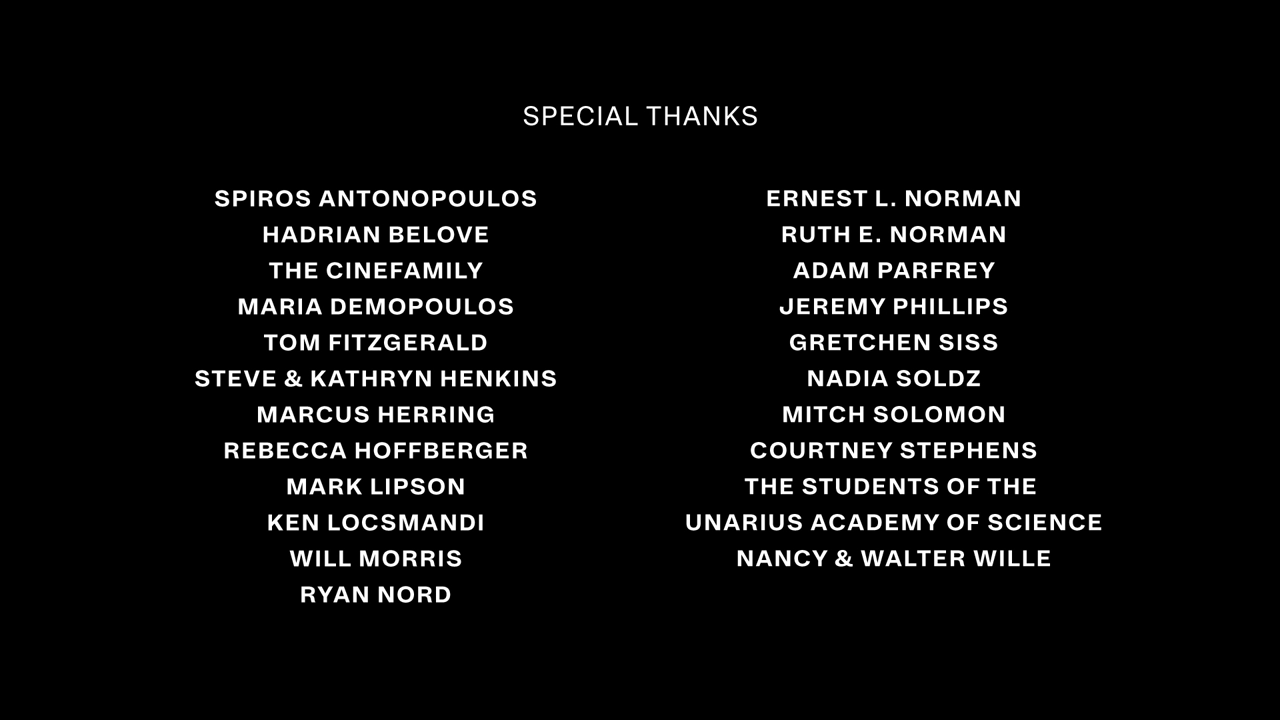 SPECIAL THANKS
SPIROS ANTONOPOULOS
HADRIAN BELOVE
THE CINEFAMILY
MARIA DEMOPOULOS
TOM FITZGERALD
STEVE & KATHRYN HENKINS
MARCUS HERRING
REBECCA HOFFBERGER
MARK LIPSON
KEN LOCSMANDI
WILL MORRIS
RYAN NORD
ERNEST L. NORMAN
RUTH E. NORMAN
ADAM PARFREY
JEREMY PHILLIPS
GRETCHEN SISS
NADIA SOLDZ
MITCH SOLOMON
COURTNEY STEPHENS
THE STUDENTS OF THE
UNARIUS ACADEMY OF SCIENCE
NANCY & WALTER WILLE